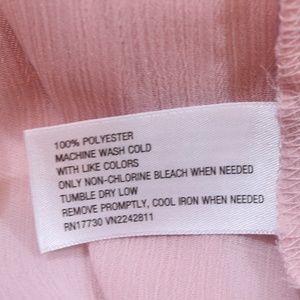 100% POLYESTER
MACHINE WASH COLD
WITH LIKE COLORS
ONLY NON-CHLORINE BLEACH WHEN NEEDED
TUMBLE DRY LOW
REMOVE PROMPTLY, COOL IRON WHEN NEEDED
RN17730 VN2242811